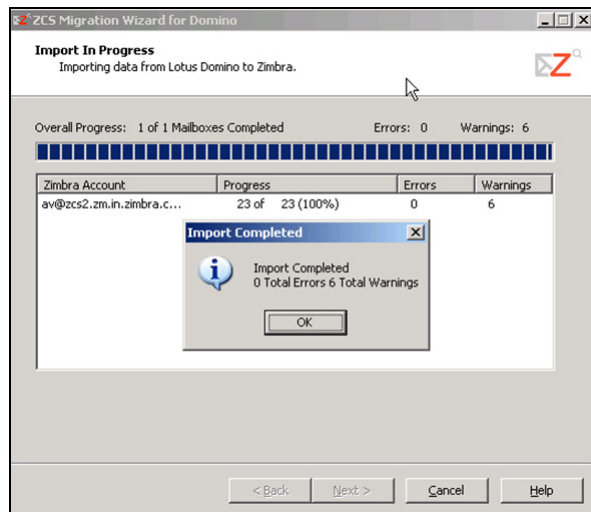 ZCS Migration Wizard for Domino
Import In Progress
Importing data from Lotus Domino to Zimbra.
Overall Progress: 1 of 1 Mailboxes Completed Errors: 0 Warnings: 6
Zimbra Account Progress Errors Warnings
av@zcs2.zm.in.zimbra.c... 23 of 23 (100%) 0 6
Import Completed
Import Completed
0 Total Errors 6 Total Warnings
OK
< Back Next > Cancel Help